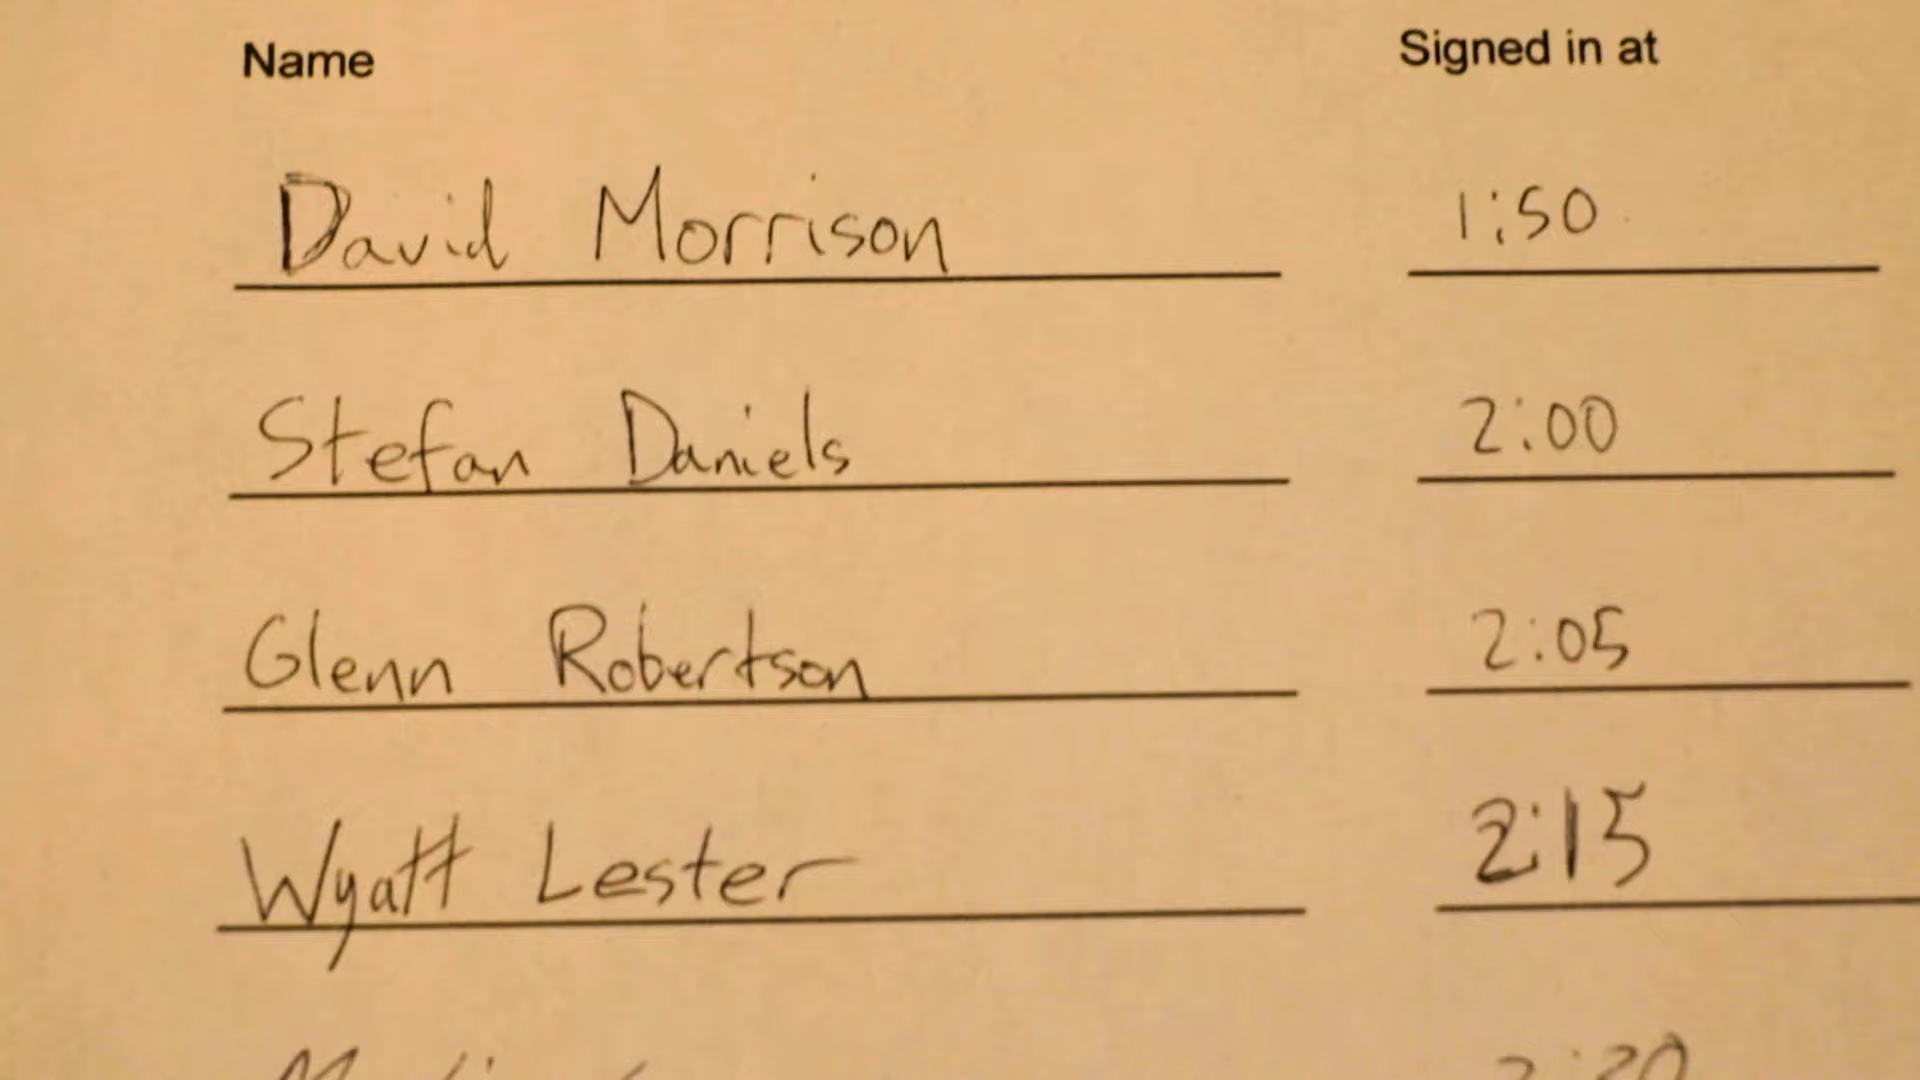 Name Signed in at
David Morrison 1:50
Stefan Daniels 2:00
Glenn Robertson 2:05
Wyatt Lester 2:15